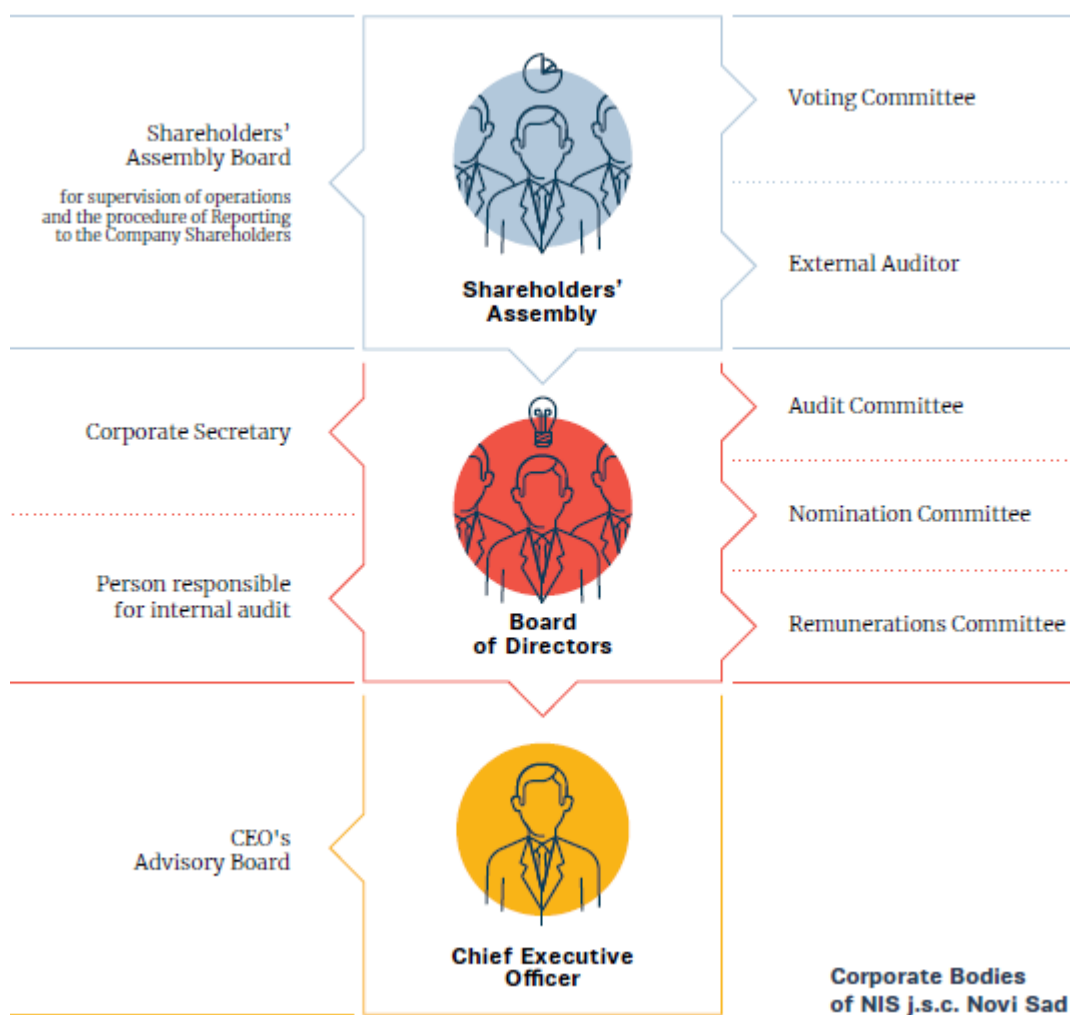 Shareholders'
Assembly Board
for supervision of operations
and the procedure of Reporting
to the Company Shareholders
Shareholders'
Assembly
Voting Committee
External Auditor
Corporate Secretary
Person responsible
for internal audit
Board
of Directors
Audit Committee
Nomination Committee
Remunerations Committee
CEO's
Advisory Board
Chief Executive
Officer
Corporate Bodies
of NIS j.s.c. Novi Sad